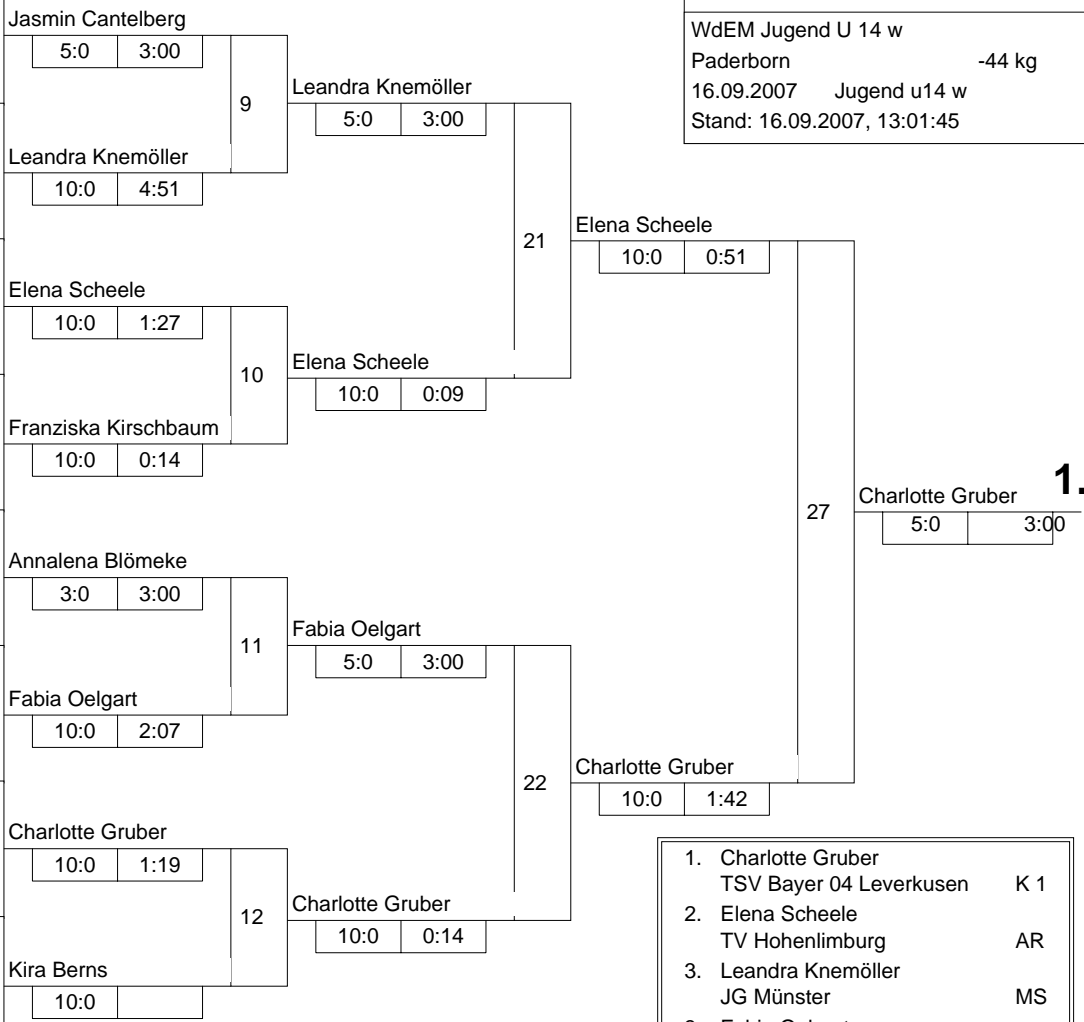 Jasmin Cantelberg
5:0 3:00
9
Leandra Knemöller
10:0 4:51
Elena Scheele
10:0 1:27
10
Franziska Kirschbaum
10:0 0:14
Annalena Blömeke
3:0 3:00
11
Fabia Oelgart
10:0 2:07
Charlotte Gruber
10:0 1:19
12
Kira Berns
10:0
Leandra Knemöller
5:0 3:00
21
Elena Scheele
10:0 0:09
Fabia Oelgart
5:0 3:00
22
Charlotte Gruber
10:0 0:14
Elena Scheele
10:0 0:51
27
Charlotte Gruber
10:0 1:42
Charlotte Gruber 1.
5:0 3:00
WdEM Jugend U 14 w
Paderborn -44 kg
16.09.2007 Jugend u14 w
Stand: 16.09.2007, 13:01:45
1. Charlotte Gruber
TSV Bayer 04 Leverkusen K 1
2. Elena Scheele
TV Hohenlimburg AR
3. Leandra Knemöller
JG Münster MS